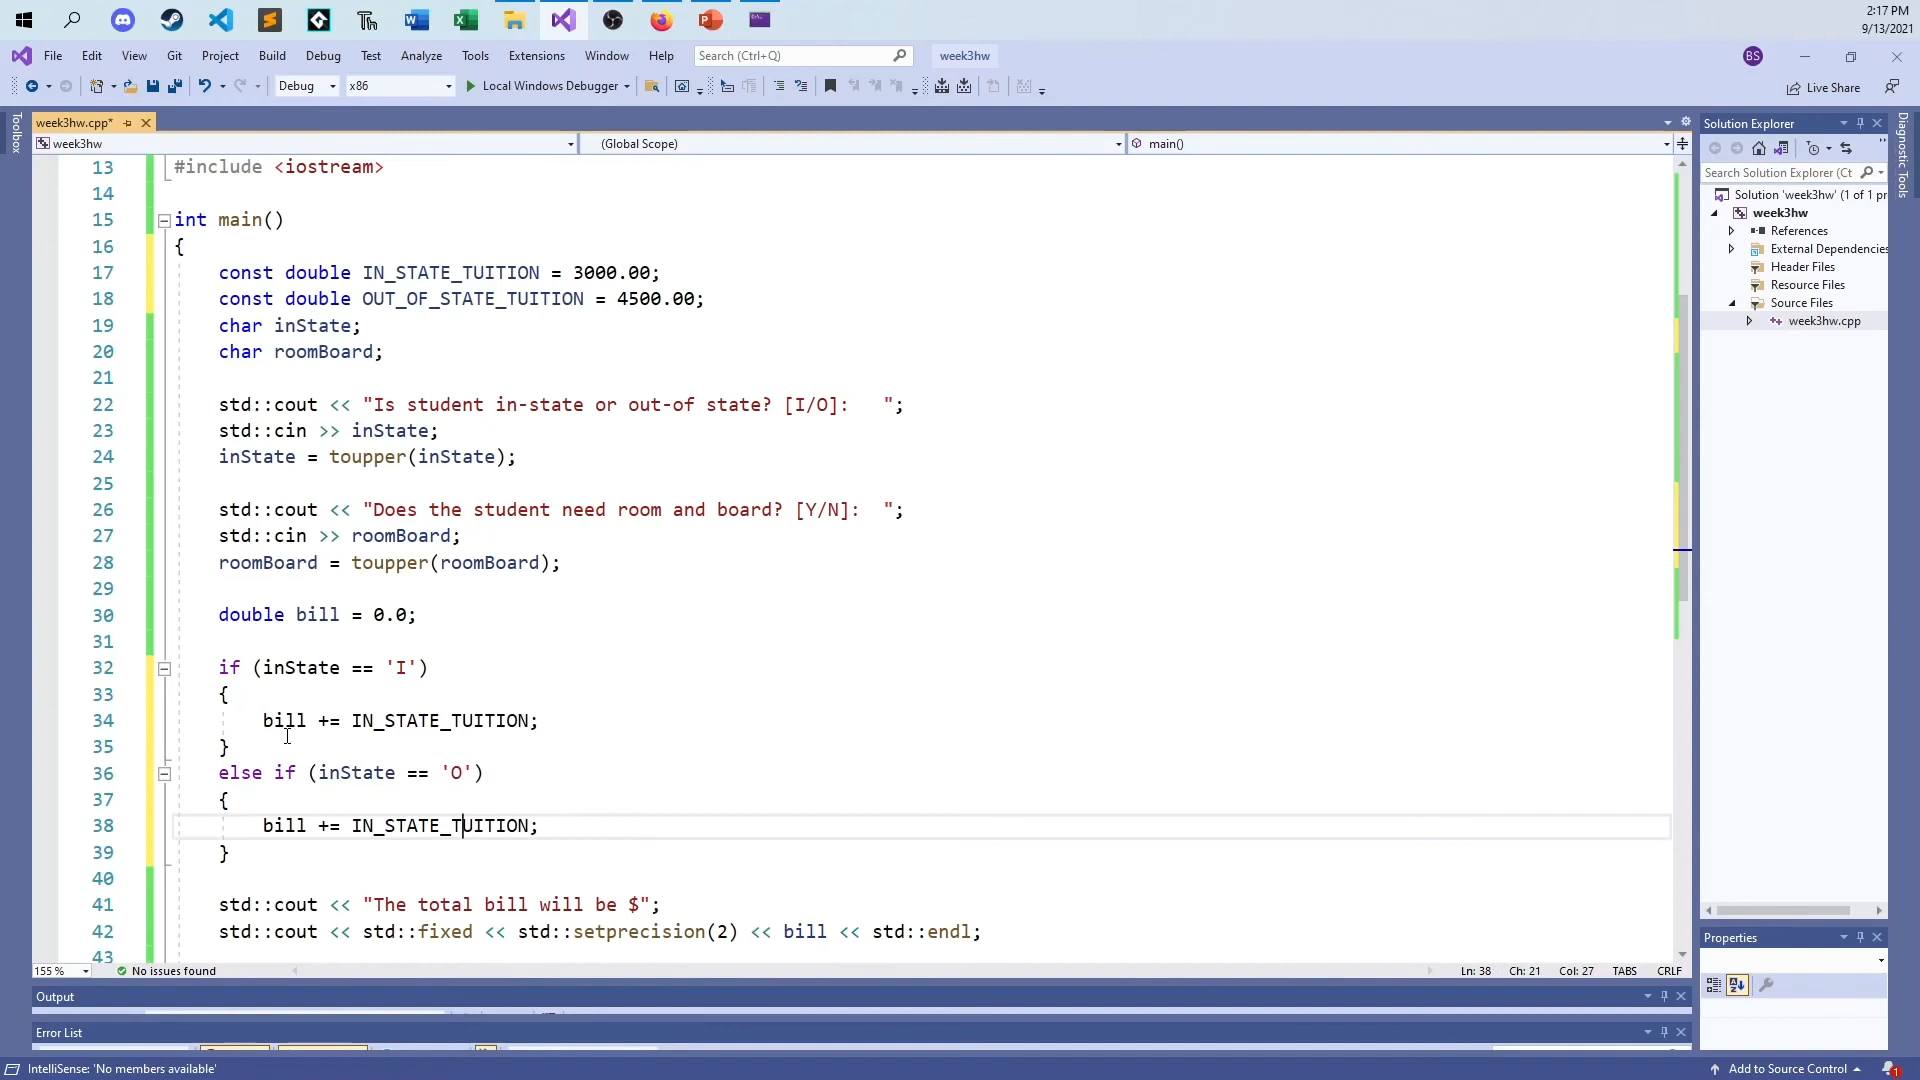 2:17 PM
9/13/2021
File Edit View Git Project Build Debug Test Analyze Tools Extensions Window Help Search (Ctrl+Q) week3hw BS
Debug x86 Local Windows Debugger Live Share
Toolbox
week3hw.cpp*
week3hw (Global Scope) main()
13 #include <iostream>
14
15 int main()
16 {
17 const double IN_STATE_TUITION = 3000.00;
18 const double OUT_OF_STATE_TUITION = 4500.00;
19 char inState;
20 char roomBoard;
21
22 std::cout << "Is student in-state or out-of state? [I/O]:   ";
23 std::cin >> inState;
24 inState = toupper(inState);
25
26 std::cout << "Does the student need room and board? [Y/N]:  ";
27 std::cin >> roomBoard;
28 roomBoard = toupper(roomBoard);
29
30 double bill = 0.0;
31
32 if (inState == 'I')
33 {
34 bill += IN_STATE_TUITION;
35 }
36 else if (inState == 'O')
37 {
38 bill += IN_STATE_TUITION;
39 }
40
41 std::cout << "The total bill will be $";
42 std::cout << std::fixed << std::setprecision(2) << bill << std::endl;
43
155 % No issues found Ln: 38 Ch: 21 Col: 27 TABS CRLF
Output
Error List
Solution Explorer
Search Solution Explorer (Ct
Solution 'week3hw' (1 of 1 pr
week3hw
References
External Dependencies
Header Files
Resource Files
Source Files
week3hw.cpp
Properties
Diagnostic Tools
IntelliSense: 'No members available' Add to Source Control 1